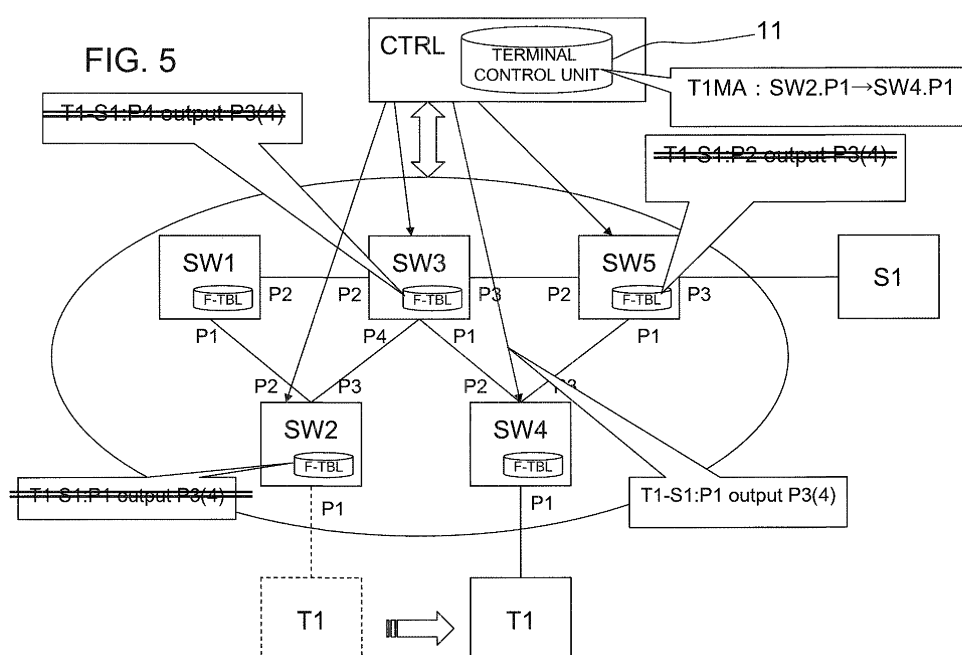 FIG. 5
CTRL
TERMINAL
CONTROL UNIT
11
T1MA : SW2.P1→SW4.P1
T1-S1:P4 output P3(4)
T1-S1:P2 output P3(4)
SW1
F-TBL
P2
P1
P2
SW3
F-TBL
P3
P4
P1
P2
SW5
F-TBL
P3
P1
S1
P2
P3
SW2
F-TBL
P1
P2
P3
SW4
F-TBL
P1
T1-S1:P1 output P3(4)
T1-S1:P1 output P3(4)
T1
T1